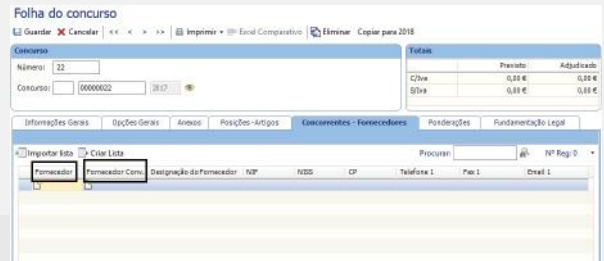 Folha do concurso
Guardar Cancelar << < > >> Imprimir Excel Comparativo Eliminar Copiar para 2018
Concurso
Totais
Número: 22
Previsto Adjudicado
Concurso: 00000022 2017
C/Iva 0,00 € 0,00 €
S/Iva 0,00 € 0,00 €
Informações Gerais Opções Gerais Anexos Posições - Artigos Concorrentes - Fornecedores Ponderações Fundamentação Legal
Importar lista Criar Lista Procurar: Nº Reg: 0
Fornecedor Fornecedor Conv. Designação do Fornecedor NIF NISS CP Telefone 1 Fax 1 Email 1